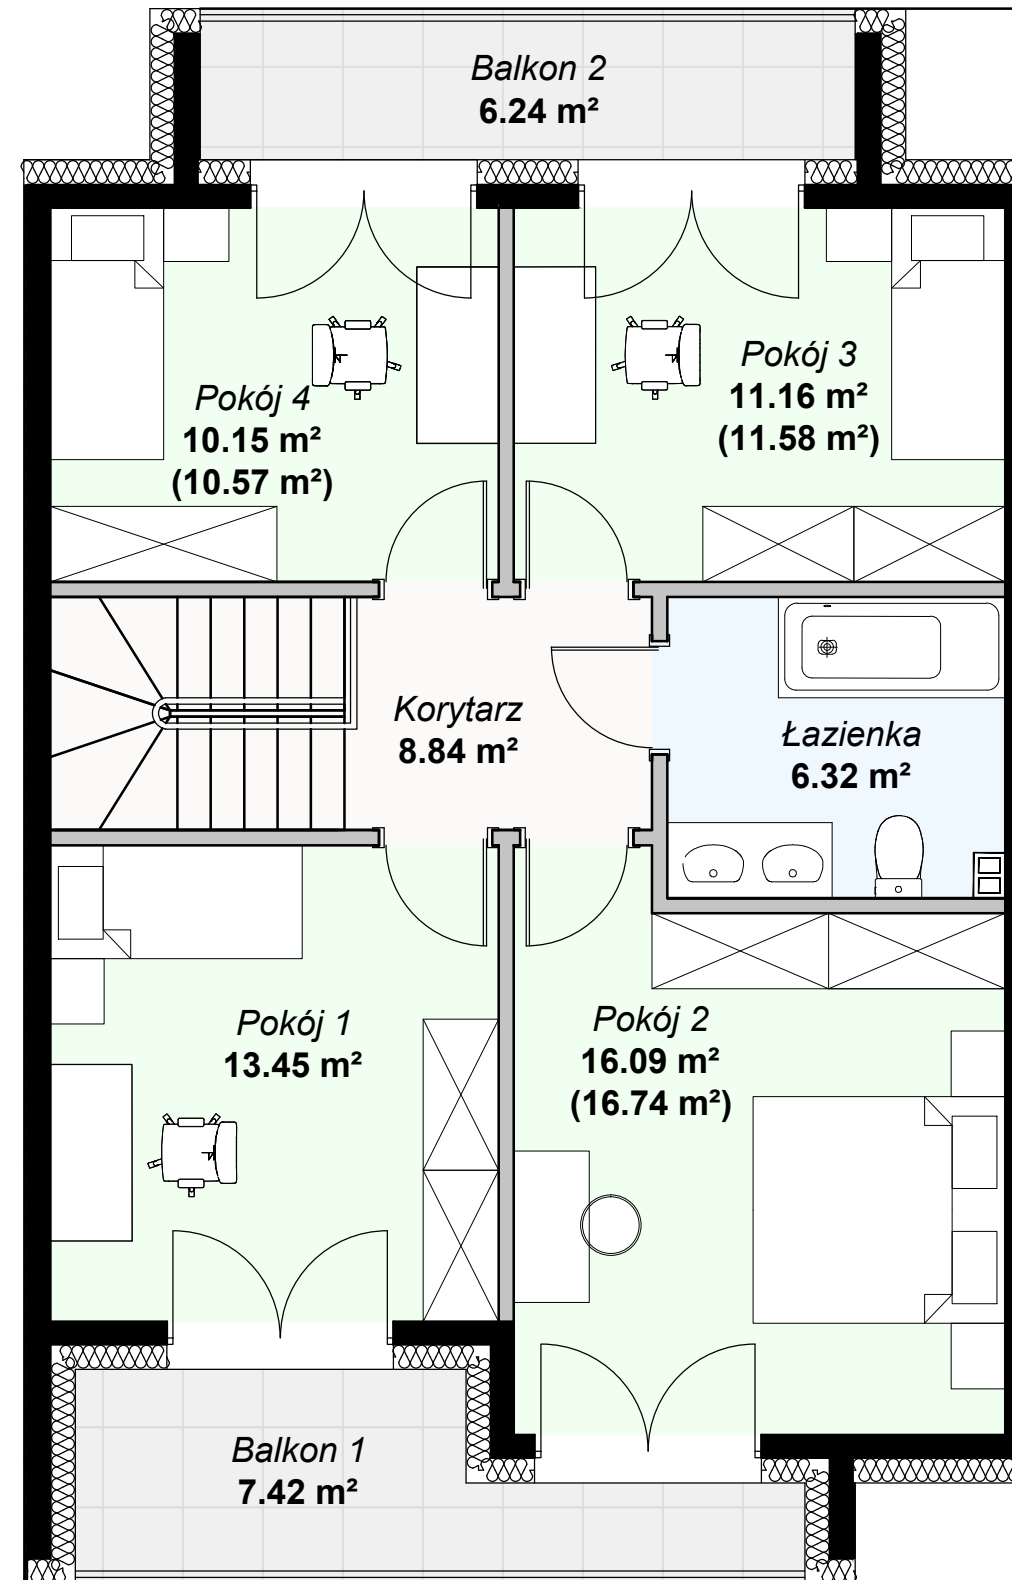 Balkon 2
6.24 m²
Pokój 3
11.16 m²
(11.58 m²)
Pokój 4
10.15 m²
(10.57 m²)
Korytarz
8.84 m²
Łazienka
6.32 m²
Pokój 1
13.45 m²
Pokój 2
16.09 m²
(16.74 m²)
Balkon 1
7.42 m²